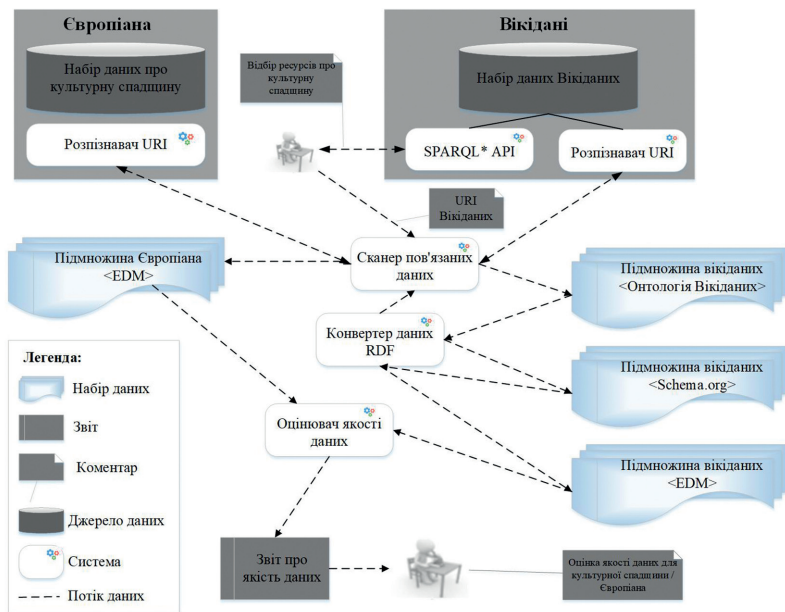 Європіана
Набір даних про
культурну спадщину
Розпізнавач URI
Відбір ресурсів про
культурну
спадщину
Вікідані
Набір даних Вікіданих
SPARQL* API
Розпізнавач URI
URI
Вікіданих
Сканер пов'язаних
даних
Підмножина Європіана
<EDM>
Підмножина вікіданих
<Онтологія Вікіданих>
Конвертер даних
RDF
Підмножина вікіданих
<Schema.org>
Оцінювач якості
даних
Підмножина вікіданих
<EDM>
Звіт про
якість даних
Оцінка якості даних для
культурної спадщини /
Європіана
Легенда:
Набір даних
Звіт
Коментар
Джерело даних
Система
Потік даних